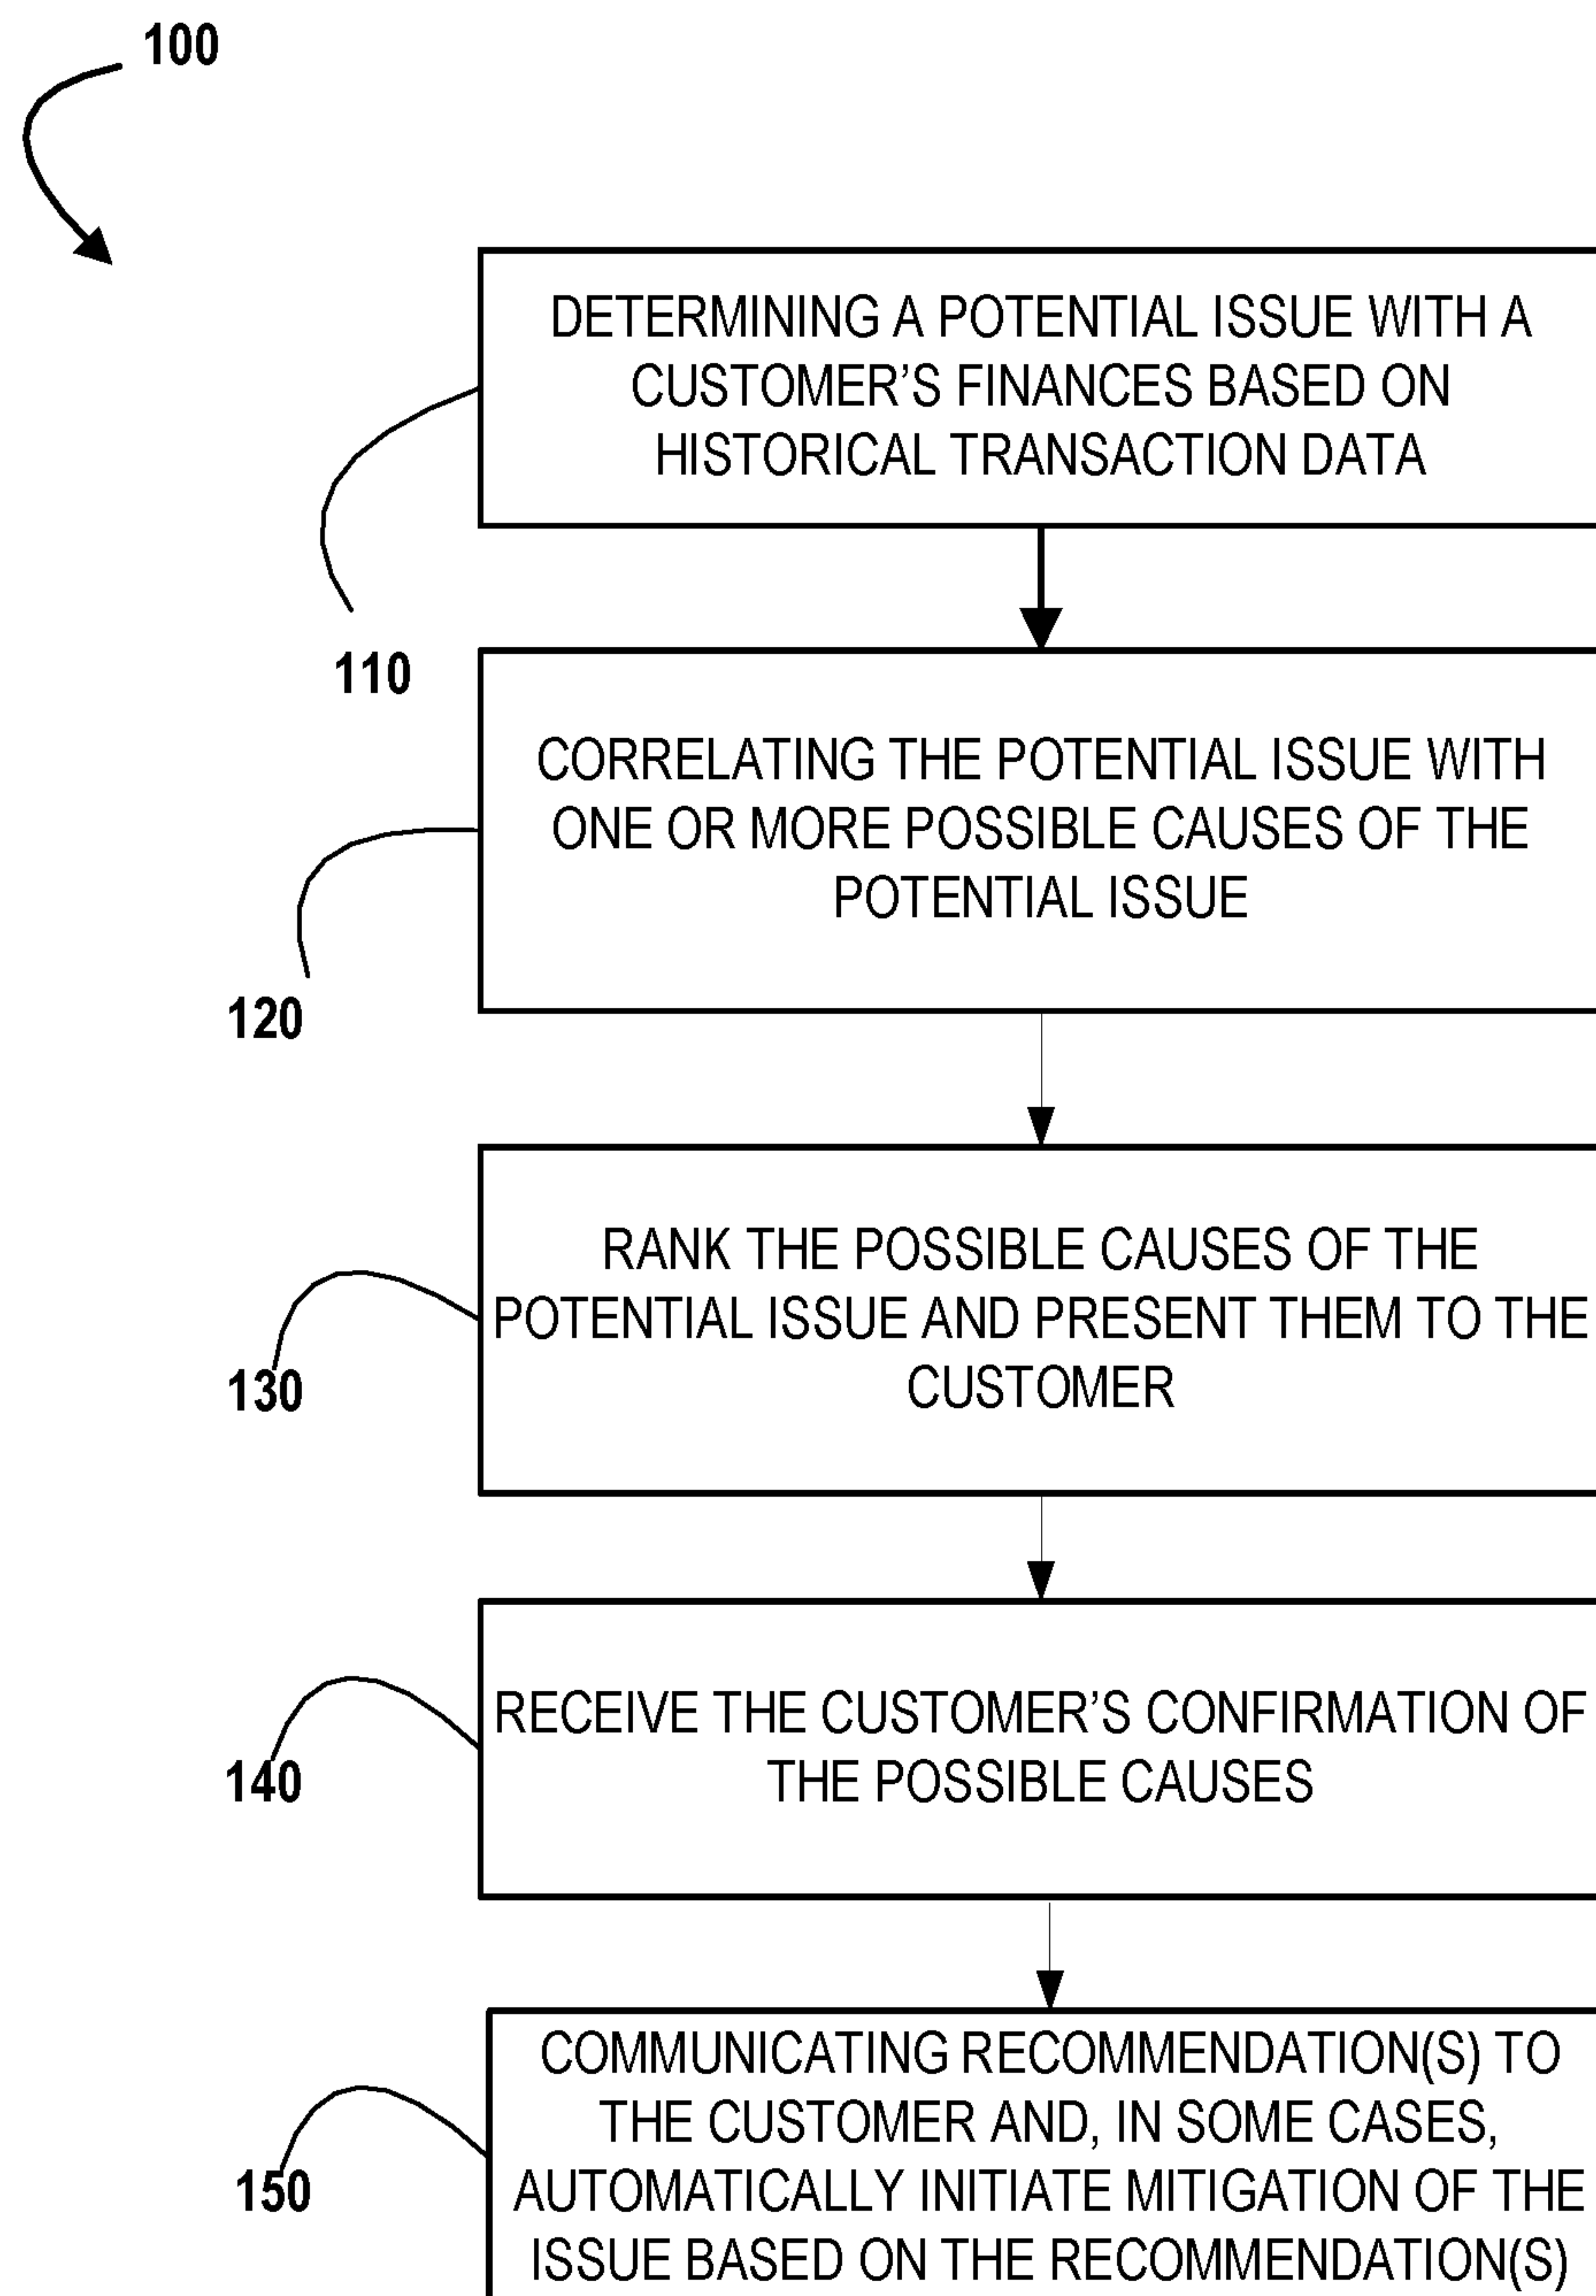 100
DETERMINING A POTENTIAL ISSUE WITH A
CUSTOMER’S FINANCES BASED ON
HISTORICAL TRANSACTION DATA
110
CORRELATING THE POTENTIAL ISSUE WITH
ONE OR MORE POSSIBLE CAUSES OF THE
POTENTIAL ISSUE
120
RANK THE POSSIBLE CAUSES OF THE
POTENTIAL ISSUE AND PRESENT THEM TO THE
CUSTOMER
130
RECEIVE THE CUSTOMER’S CONFIRMATION OF
THE POSSIBLE CAUSES
140
COMMUNICATING RECOMMENDATION(S) TO
THE CUSTOMER AND, IN SOME CASES,
AUTOMATICALLY INITIATE MITIGATION OF THE
ISSUE BASED ON THE RECOMMENDATION(S)
150